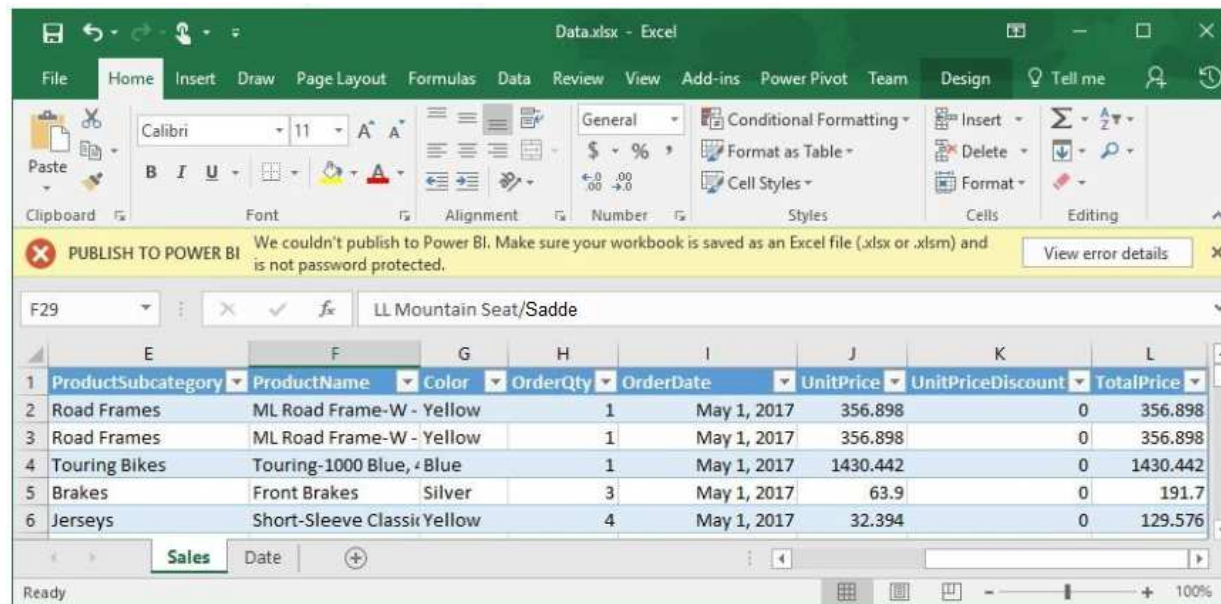 Data.xlsx - Excel
File Home Insert Draw Page Layout Formulas Data Review View Add-ins Power Pivot Team Design Tell me
Paste
Calibri 11 A A
B I U A
General
$ % ,
Conditional Formatting
Format as Table
Cell Styles
Insert
Delete
Format
Clipboard Font Alignment Number Styles Cells Editing
PUBLISH TO POWER BI We couldn't publish to Power BI. Make sure your workbook is saved as an Excel file (.xlsx or .xlsm) and
is not password protected.
View error details
F29 fx LL Mountain Seat/Sadde
E F G H I J K L
1 ProductSubcategory ProductName Color OrderQty OrderDate UnitPrice UnitPriceDiscount TotalPrice
2 Road Frames ML Road Frame-W - Yellow 1 May 1, 2017 356.898 0 356.898
3 Road Frames ML Road Frame-W - Yellow 1 May 1, 2017 356.898 0 356.898
4 Touring Bikes Touring-1000 Blue, Blue 1 May 1, 2017 1430.442 0 1430.442
5 Brakes Front Brakes Silver 3 May 1, 2017 63.9 0 191.7
6 Jerseys Short-Sleeve Classic Yellow 4 May 1, 2017 32.394 0 129.576
Sales Date
Ready 100%